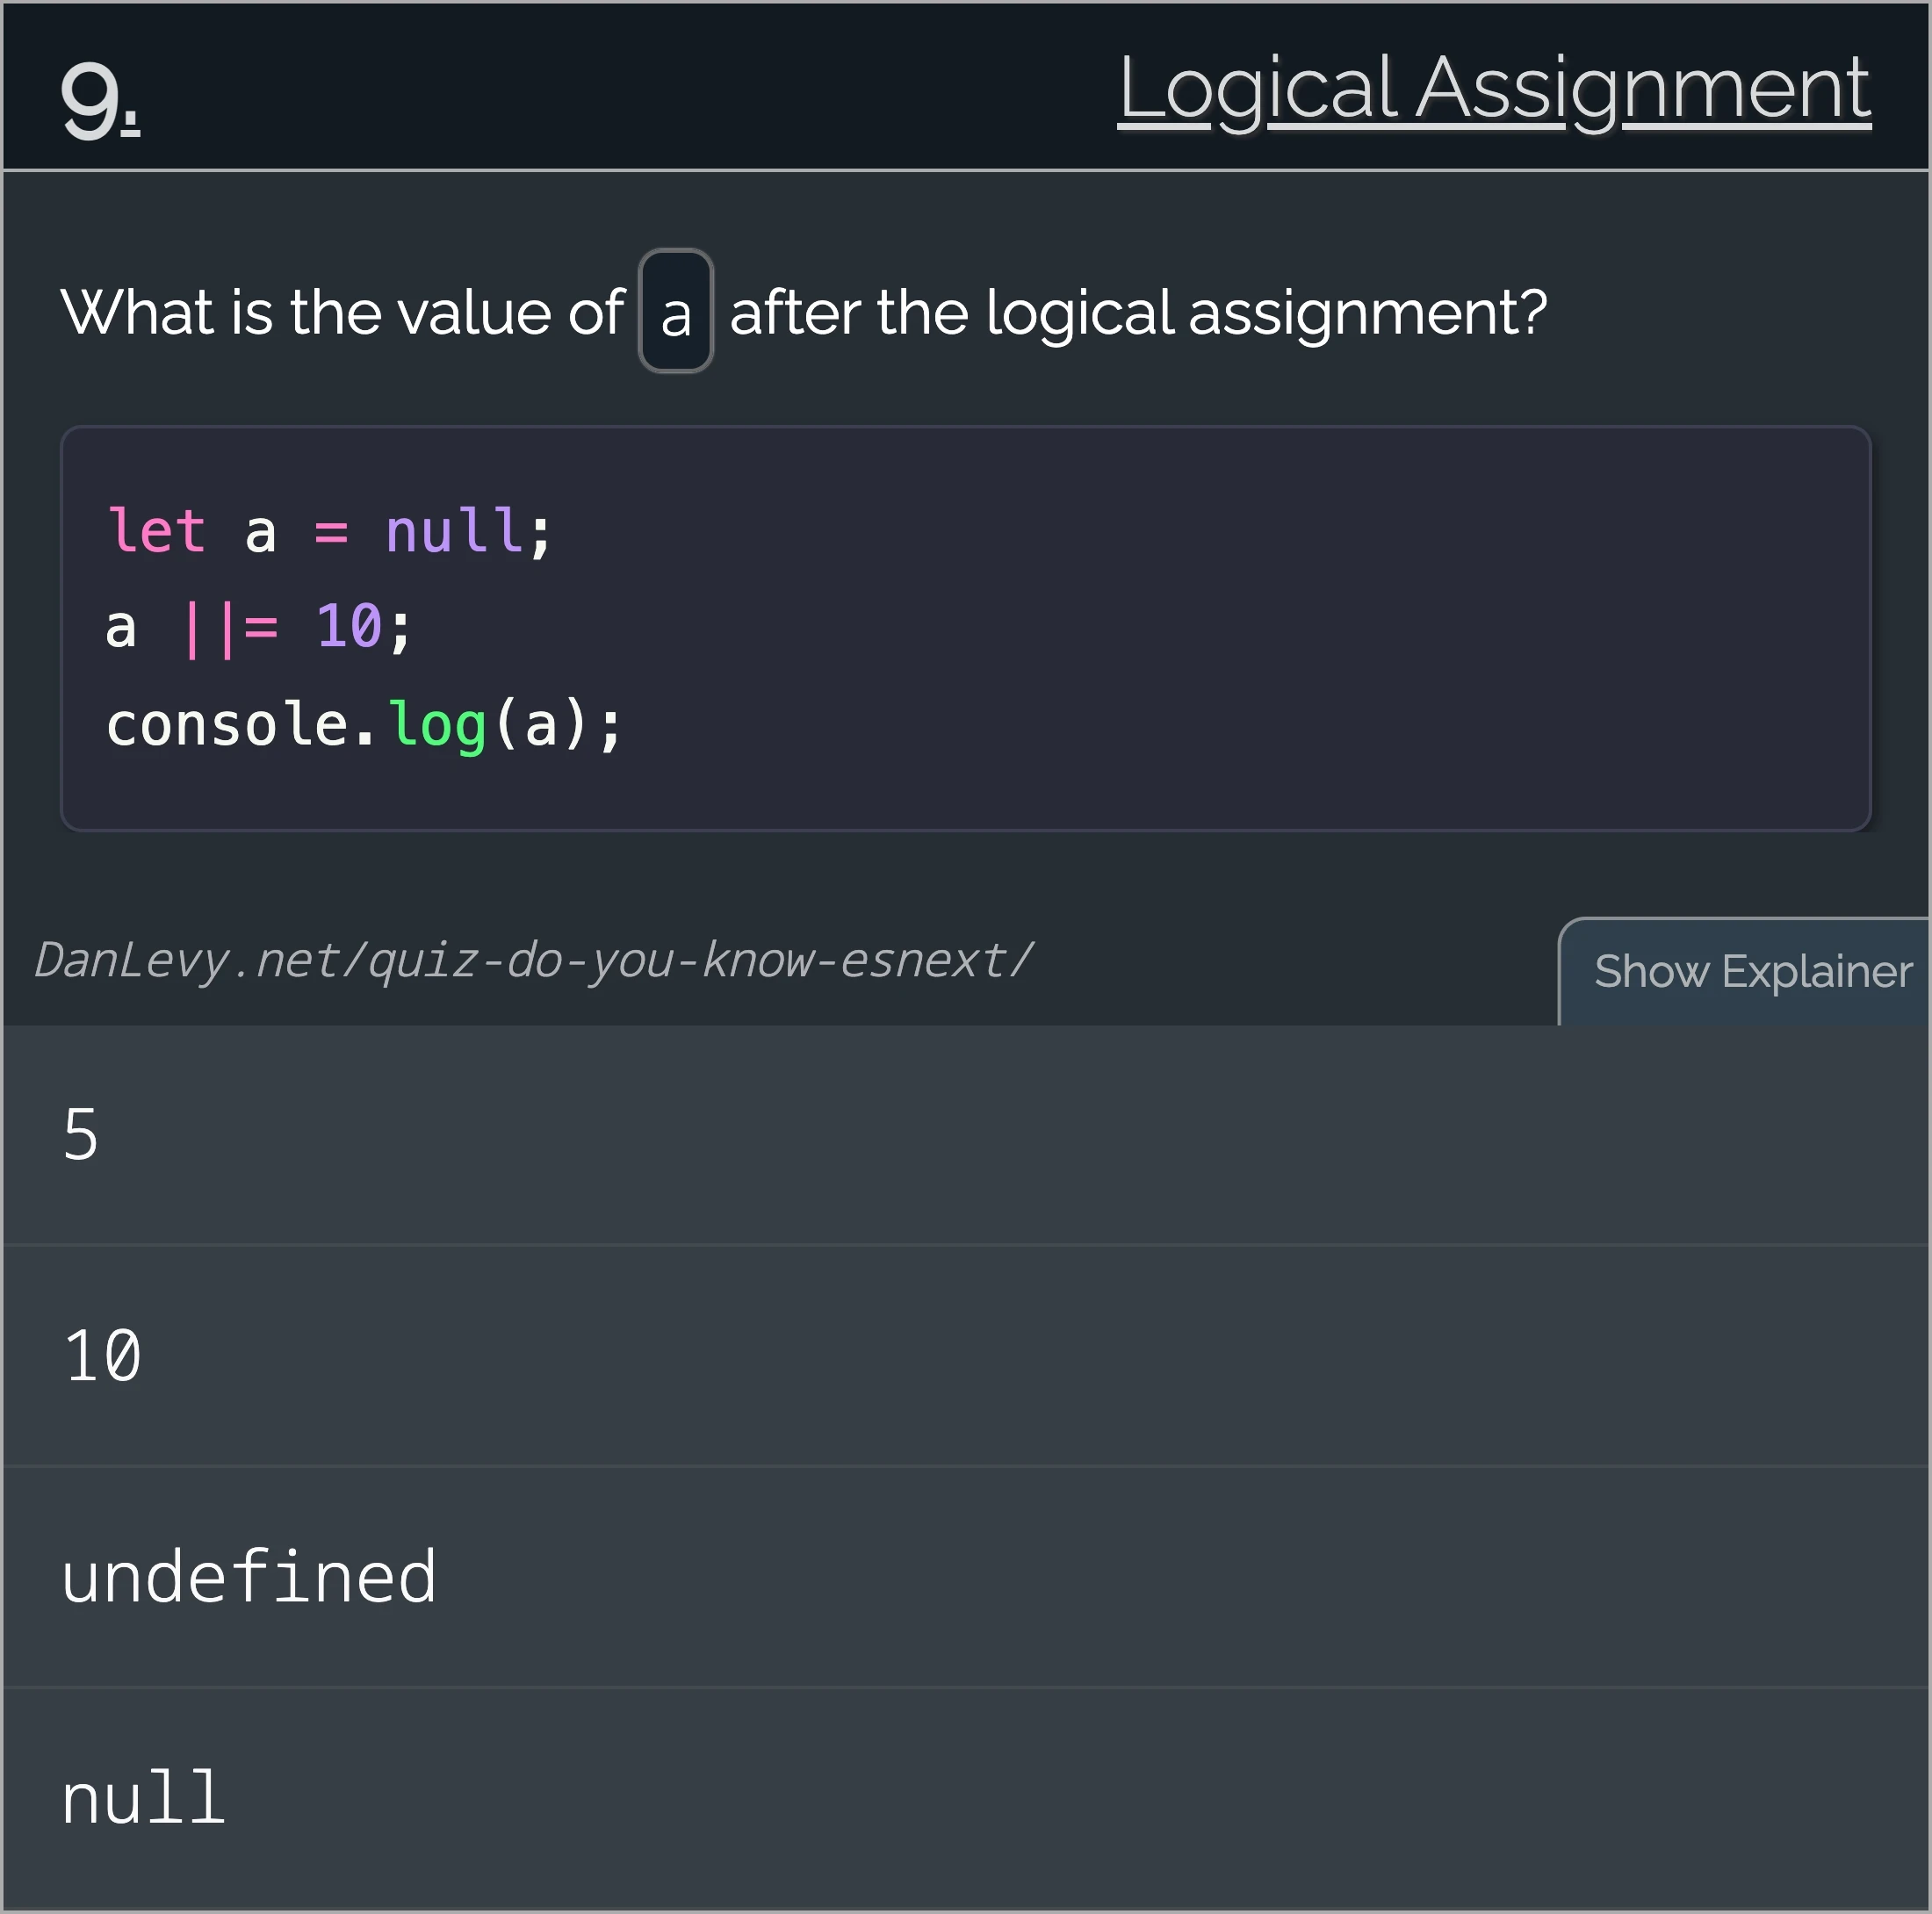 9.
Logical Assignment
What is the value of a after the logical assignment?
let a = null;
a ||= 10;
console.log(a);
DanLevy.net/quiz-do-you-know-esnext/
Show Explainer
5
10
undefined
null